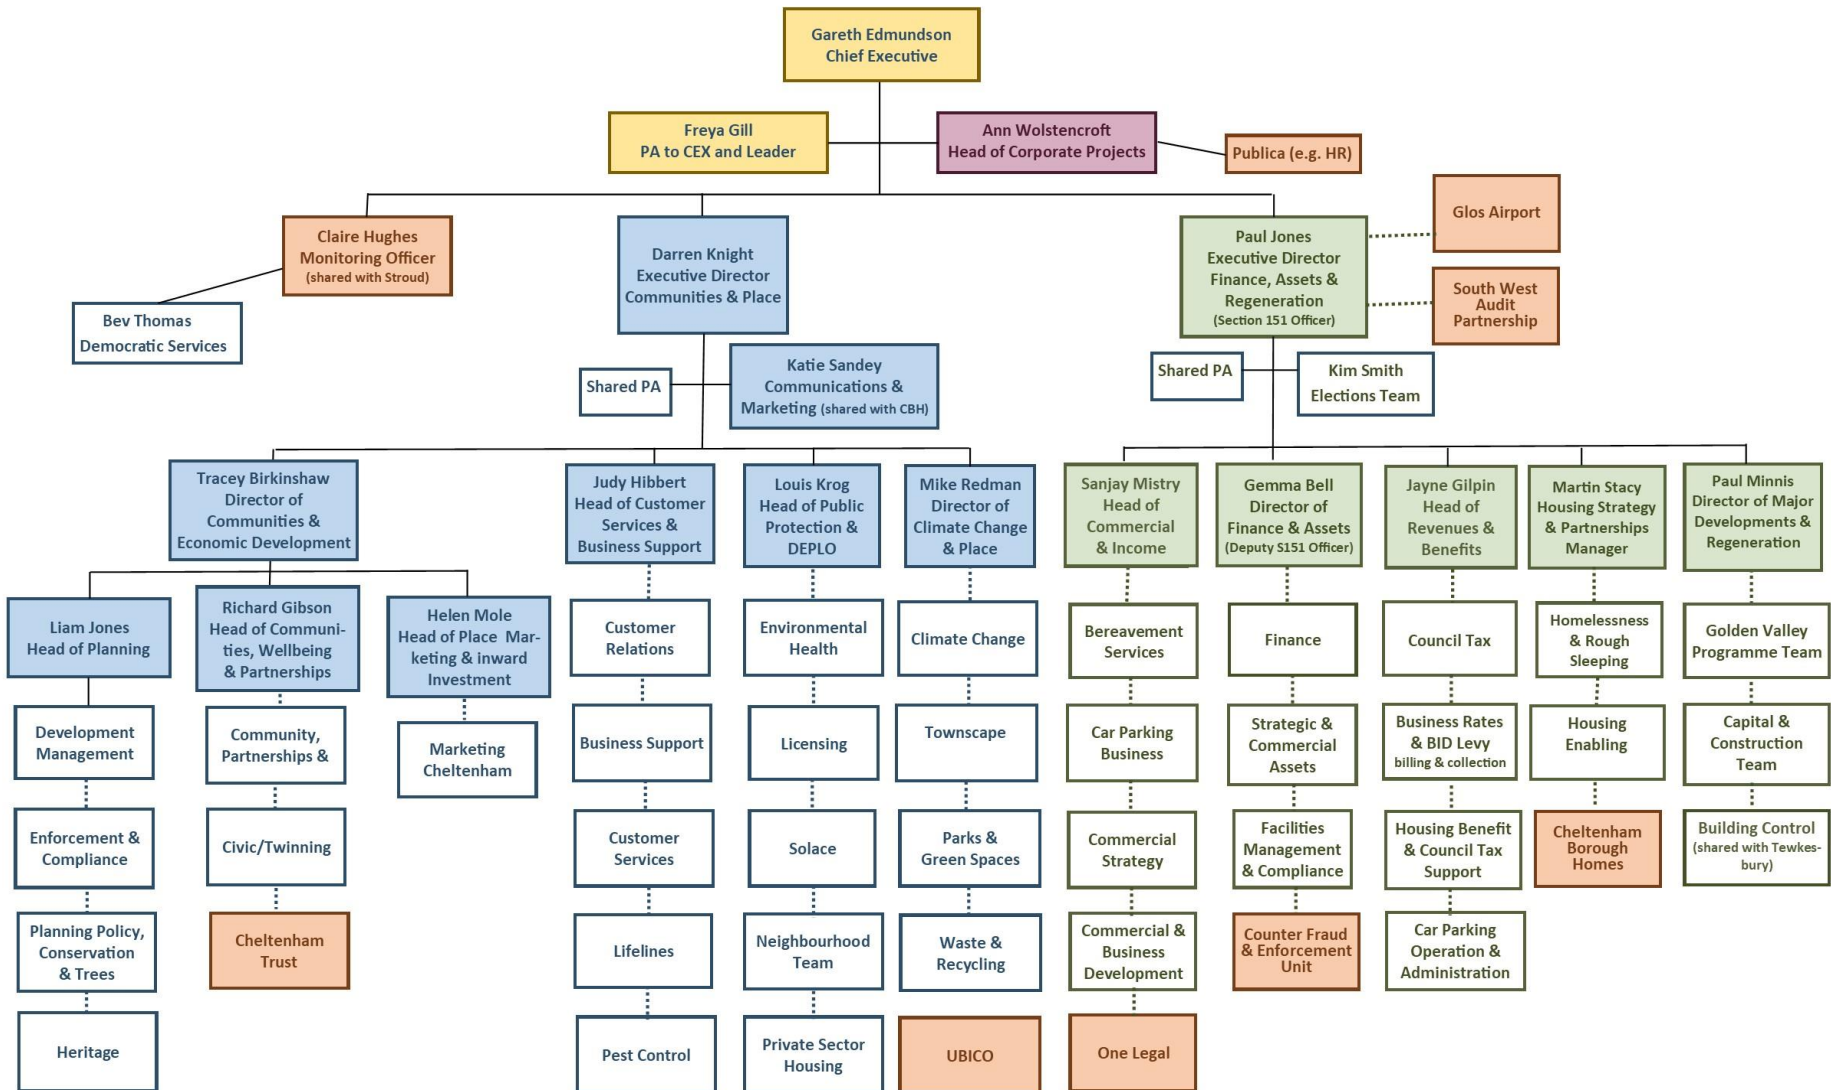 Gareth Edmundson
Chief Executive
Freya Gill
PA to CEX and Leader
Ann Wolstencroft
Head of Corporate Projects
Publica (e.g. HR)
Glos Airport
South West
Audit
Partnership
Claire Hughes
Monitoring Officer
(shared with Stroud)
Bev Thomas
Democratic Services
Darren Knight
Executive Director
Communities & Place
Paul Jones
Executive Director
Finance, Assets &
Regeneration
(Section 151 Officer)
Shared PA
Katie Sandey
Communications &
Marketing (shared with CBH)
Shared PA
Kim Smith
Elections Team
Tracey Birkinshaw
Director of
Communities &
Economic Development
Judy Hibbert
Head of Customer
Services &
Business Support
Louis Krog
Head of Public
Protection &
DEPLO
Mike Redman
Director of
Climate Change
& Place
Sanjay Mistry
Head of
Commercial
& Income
Gemma Bell
Director of
Finance & Assets
(Deputy S151 Officer)
Jayne Gilpin
Head of
Revenues &
Benefits
Martin Stacy
Housing Strategy
& Partnerships
Manager
Paul Minnis
Director of Major
Developments &
Regeneration
Liam Jones
Head of Planning
Richard Gibson
Head of Communi-
ties, Wellbeing
& Partnerships
Helen Mole
Head of Place Mar-
keting & inward
Investment
Development
Management
Enforcement &
Compliance
Planning Policy,
Conservation
& Trees
Heritage
Community,
Partnerships &
Civic/Twinning
Cheltenham
Trust
Marketing
Cheltenham
Customer
Relations
Business Support
Customer
Services
Lifelines
Pest Control
Environmental
Health
Licensing
Solace
Neighbourhood
Team
Private Sector
Housing
Climate Change
Townscape
Parks &
Green Spaces
Waste &
Recycling
UBICO
Bereavement
Services
Car Parking
Business
Commercial
Strategy
Commercial &
Business
Development
One Legal
Finance
Strategic &
Commercial
Assets
Facilities
Management
& Compliance
Counter Fraud
& Enforcement
Unit
Council Tax
Business Rates
& BID Levy
billing & collection
Housing Benefit
& Council Tax
Support
Car Parking
Operation &
Administration
Homelessness
& Rough
Sleeping
Housing
Enabling
Cheltenham
Borough
Homes
Golden Valley
Programme Team
Capital &
Construction
Team
Building Control
(shared with Tewkes-
bury)